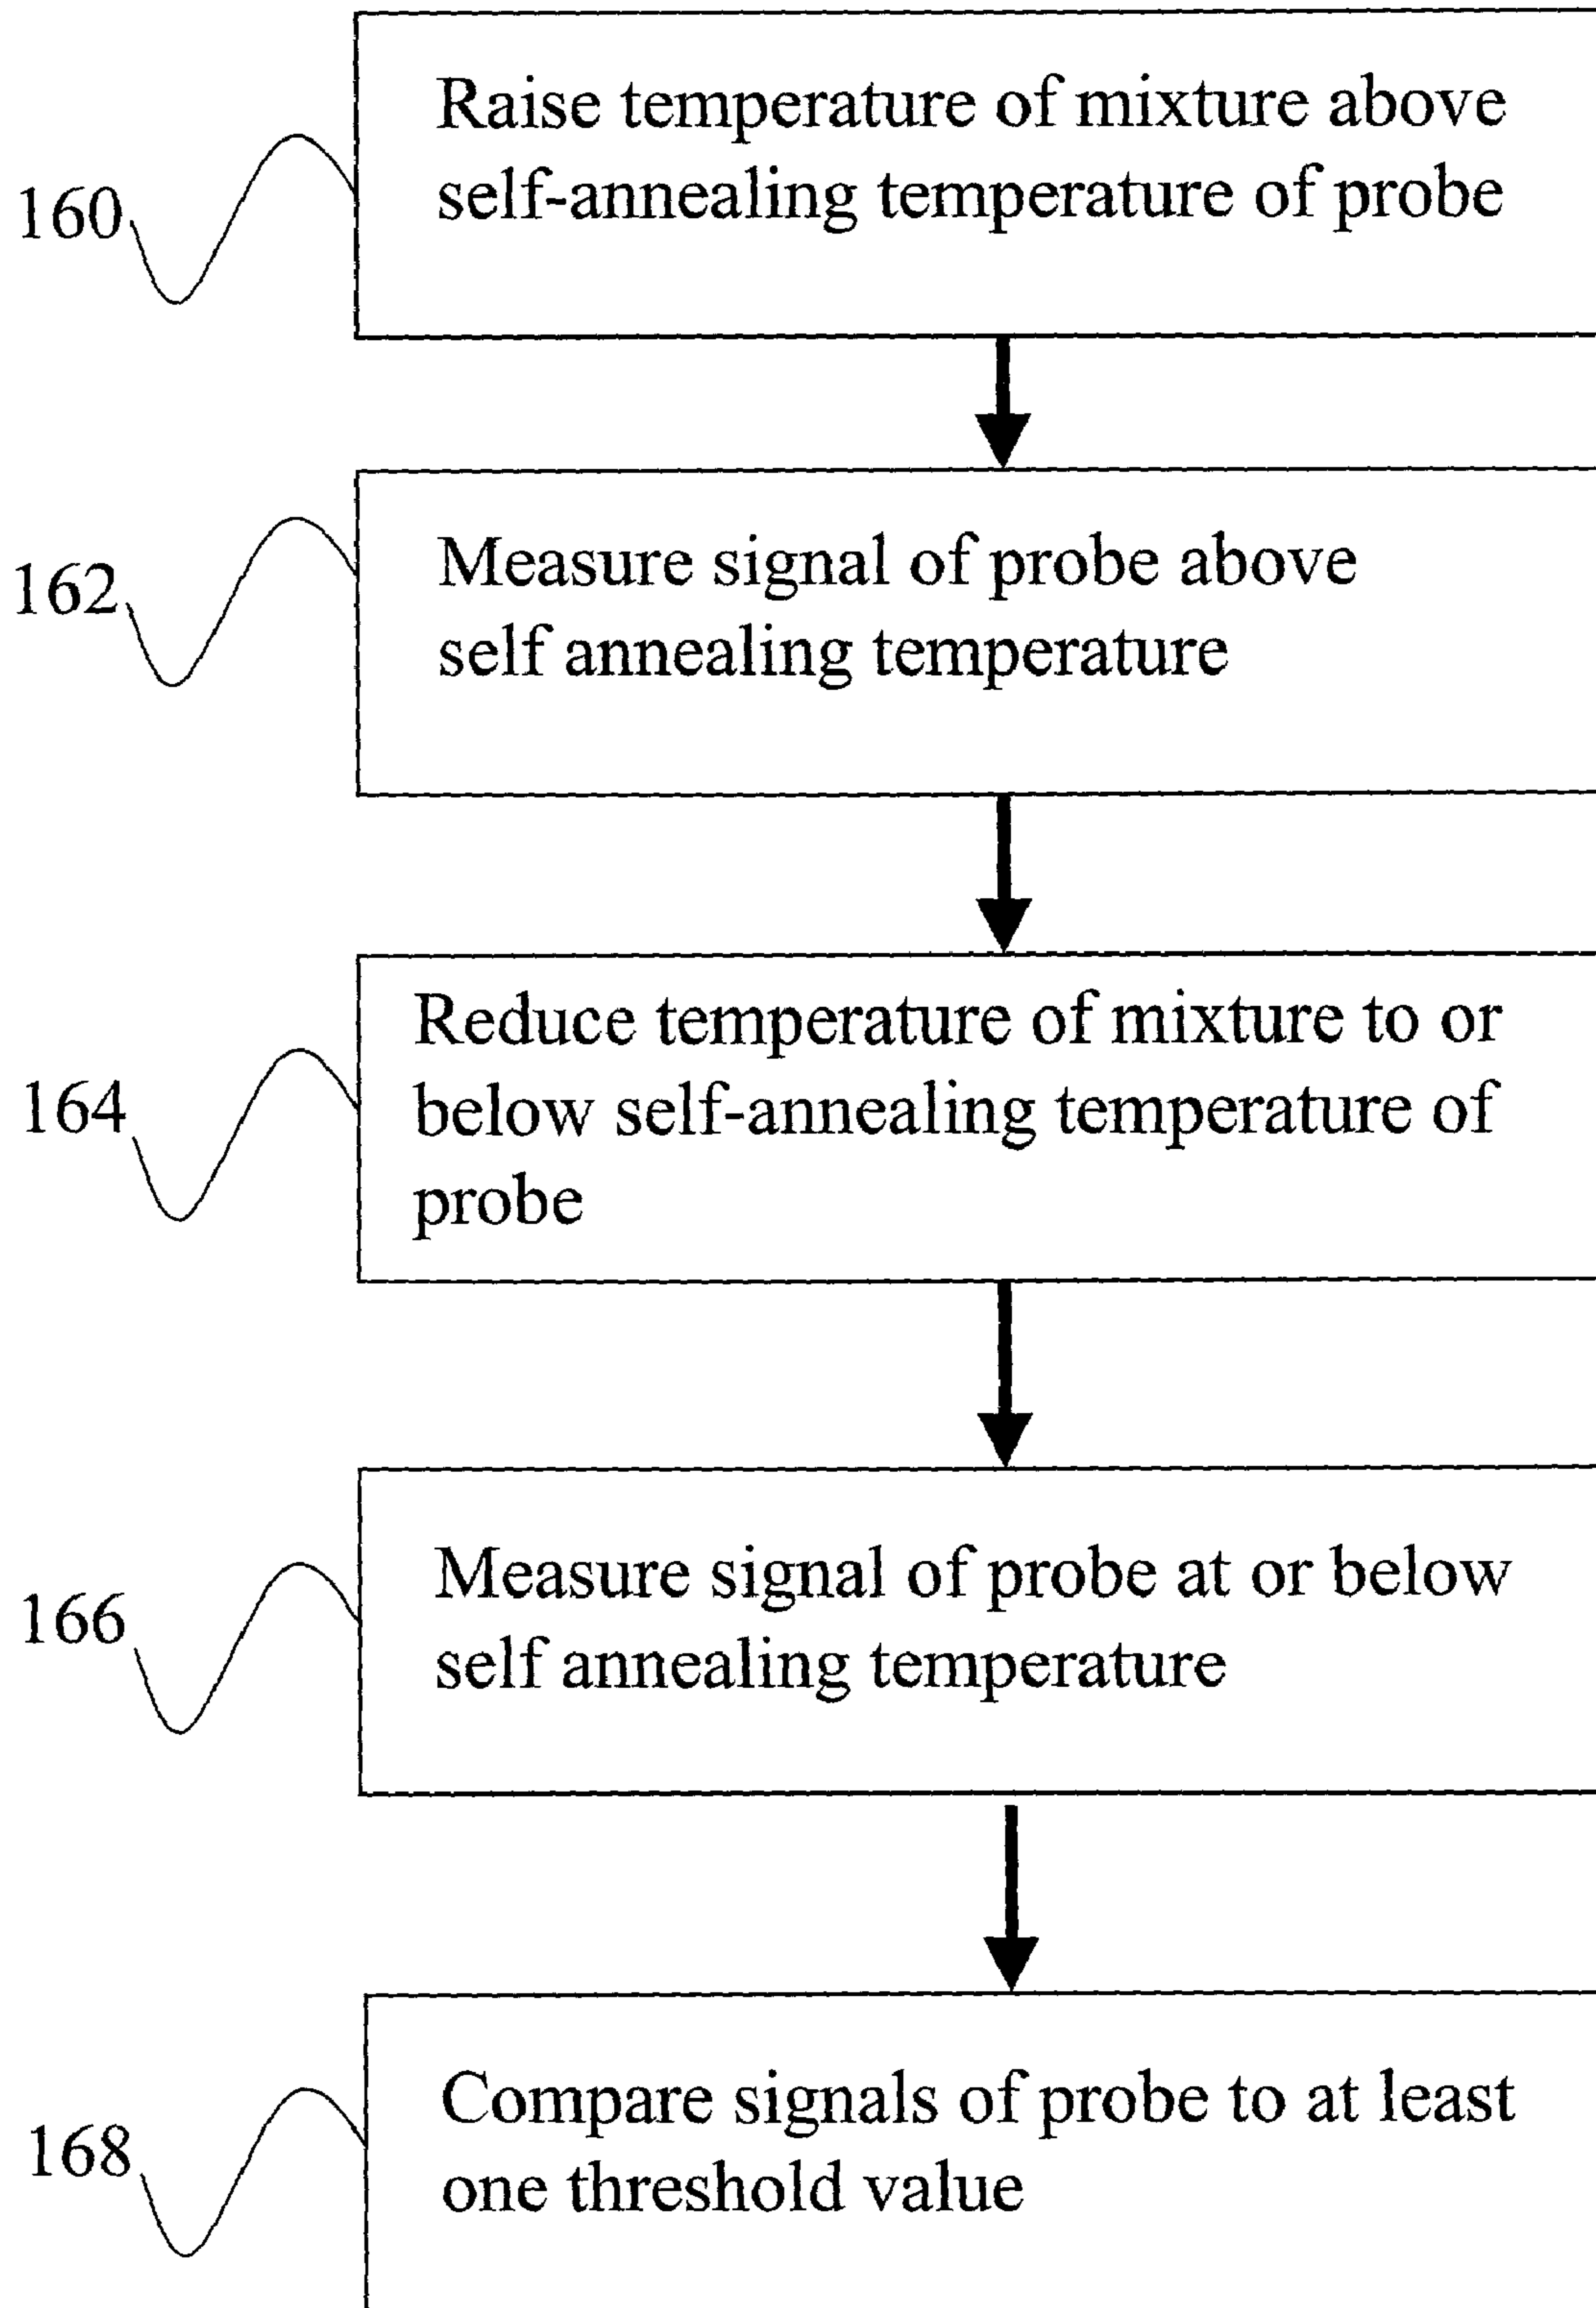 Raise temperature of mixture above
self-annealing temperature of probe
160
Measure signal of probe above
self annealing temperature
162
Reduce temperature of mixture to or
below self-annealing temperature of
probe
164
Measure signal of probe at or below
self annealing temperature
166
Compare signals of probe to at least
one threshold value
168